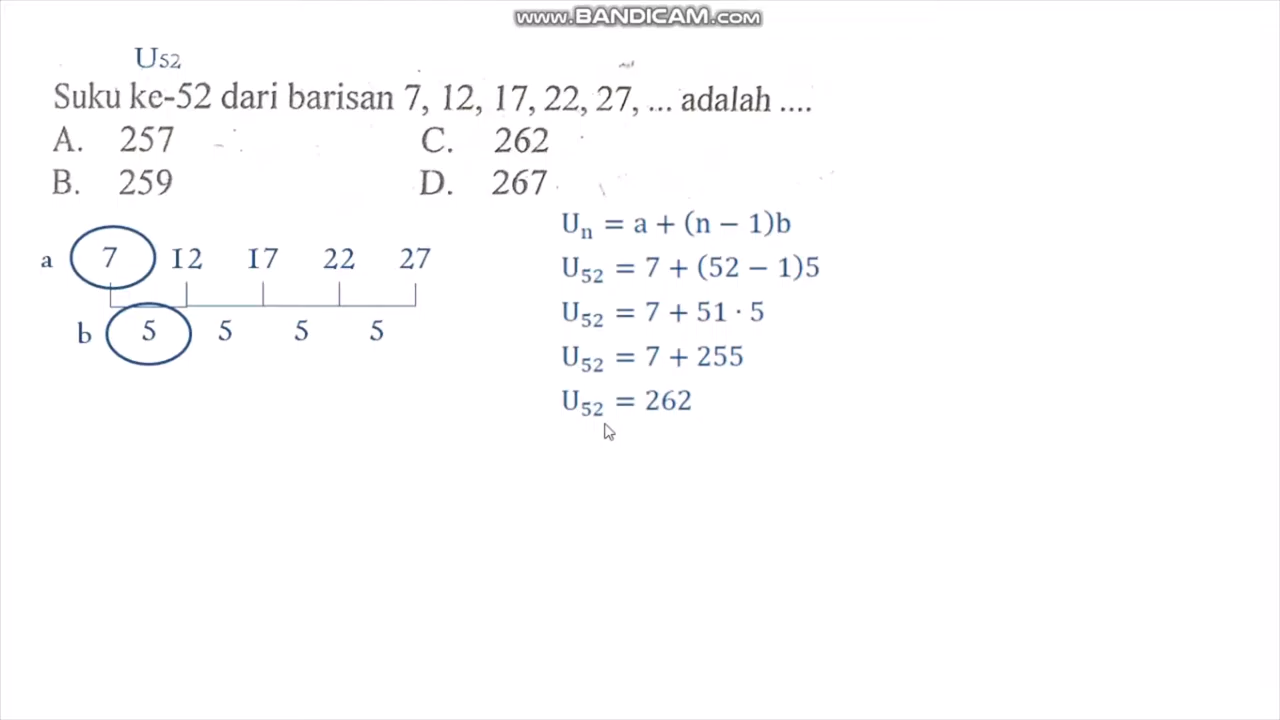 www.BANDICAM.com
U52
Suku ke-52 dari barisan 7, 12, 17, 22, 27, ... adalah ....
A. 257 C. 262
B. 259 D. 267
a 7 12 17 22 27
b 5 5 5 5
Uₙ = a + (n − 1)b
U₅₂ = 7 + (52 − 1)5
U₅₂ = 7 + 51 · 5
U₅₂ = 7 + 255
U₅₂ = 262